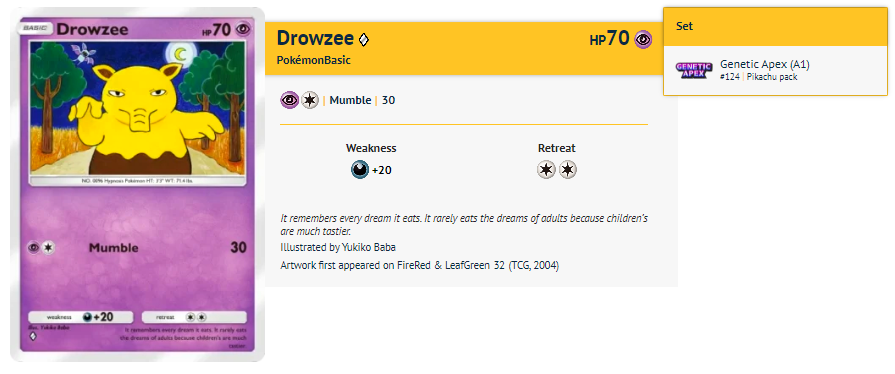 BASIC
Drowzee
HP70
NO. 0096 Hypnosis Pokémon HT: 3'3" WT: 71.4 lbs.
Mumble 30
weakness +20 retreat
Illus. Yukiko Baba
It remembers every dream it eats. It rarely eats
the dreams of adults because children's are much
tastier.
Drowzee
HP70
PokémonBasic
| Mumble | 30
Weakness
+20
Retreat
It remembers every dream it eats. It rarely eats the dreams of adults because children's
are much tastier.
Illustrated by Yukiko Baba
Artwork first appeared on FireRed & LeafGreen 32 (TCG, 2004)
Set
GENETIC
APEX
Genetic Apex (A1)
#124 | Pikachu pack